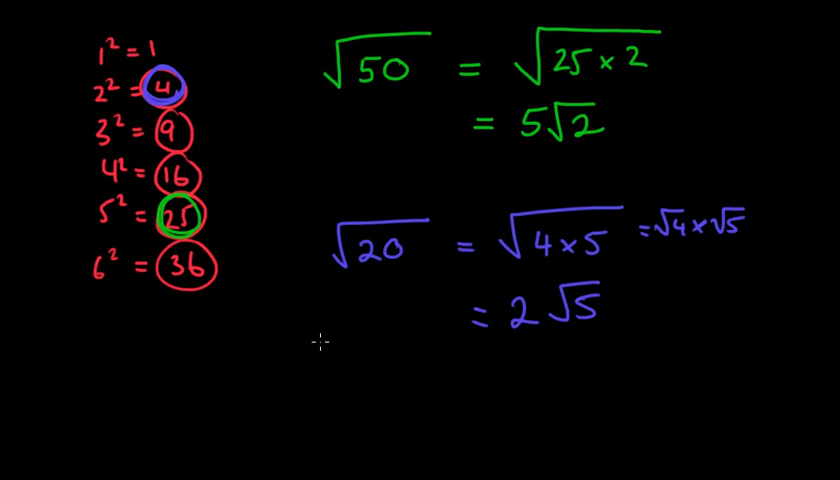 1² = 1
2² = 4
3² = 9
4² = 16
5² = 25
6² = 36
√50 = √25 × 2
= 5√2
√20 = √4 × 5 = √4 × √5
= 2√5